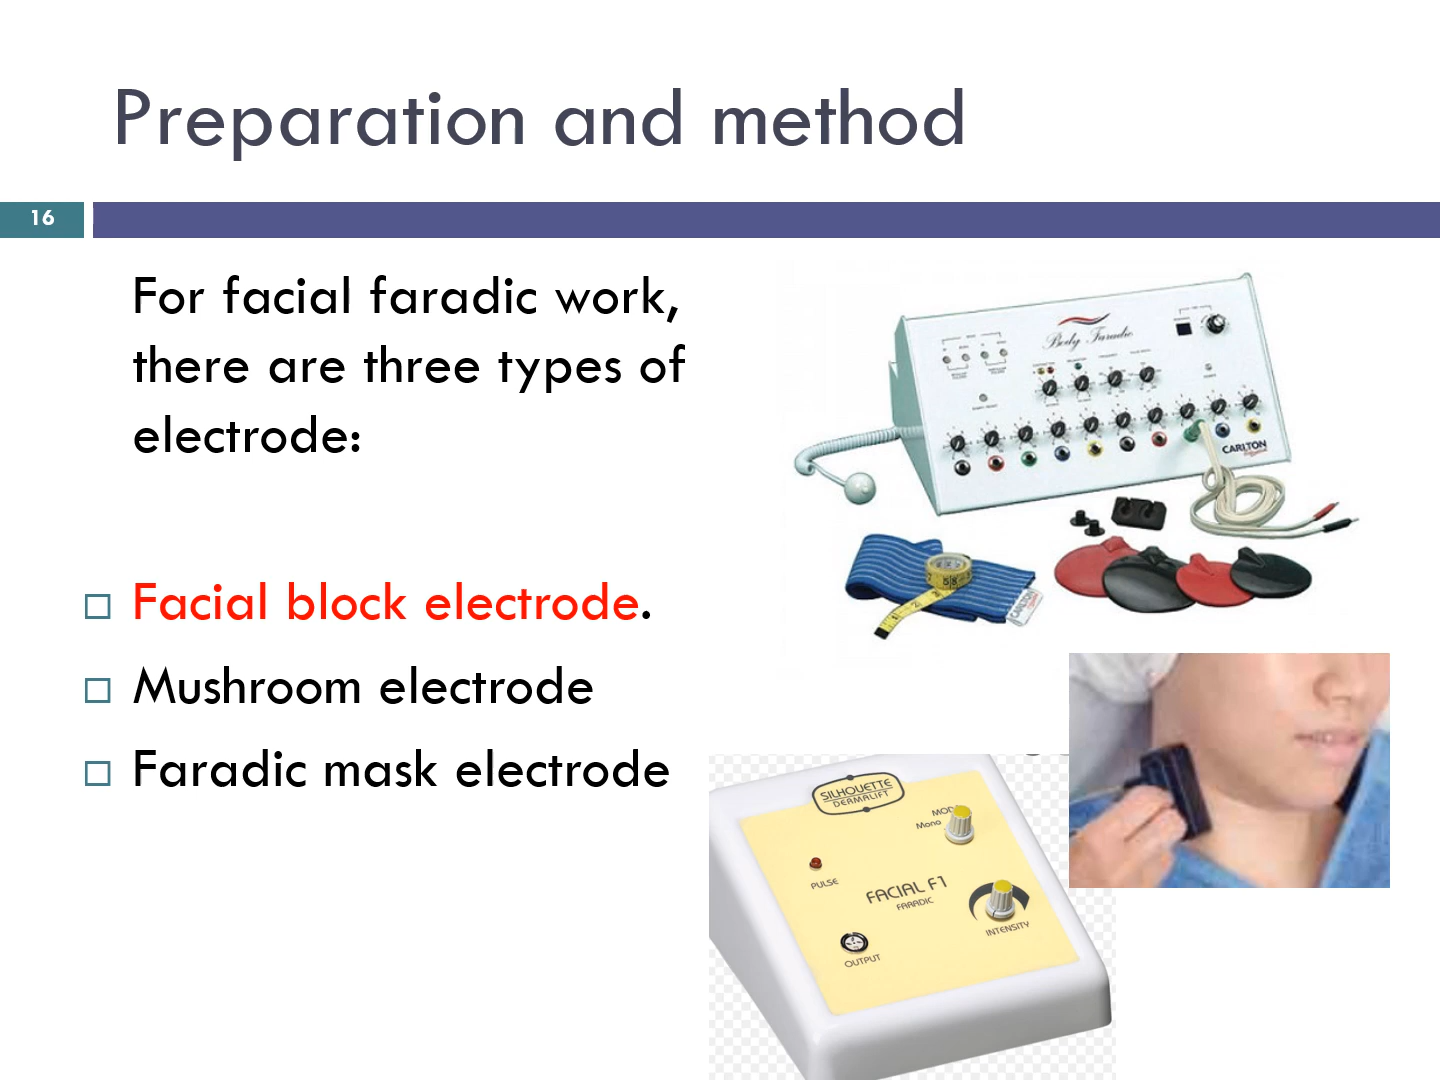 Preparation and method
16
For facial faradic work,
there are three types of
electrode:
Facial block electrode.
Mushroom electrode
Faradic mask electrode
Body Faradic
CARLTON
CARLTON
SILHOUETTE
DERMALIFT
Mono
PULSE
FACIAL F1
FARADIC
INTENSITY
OUTPUT